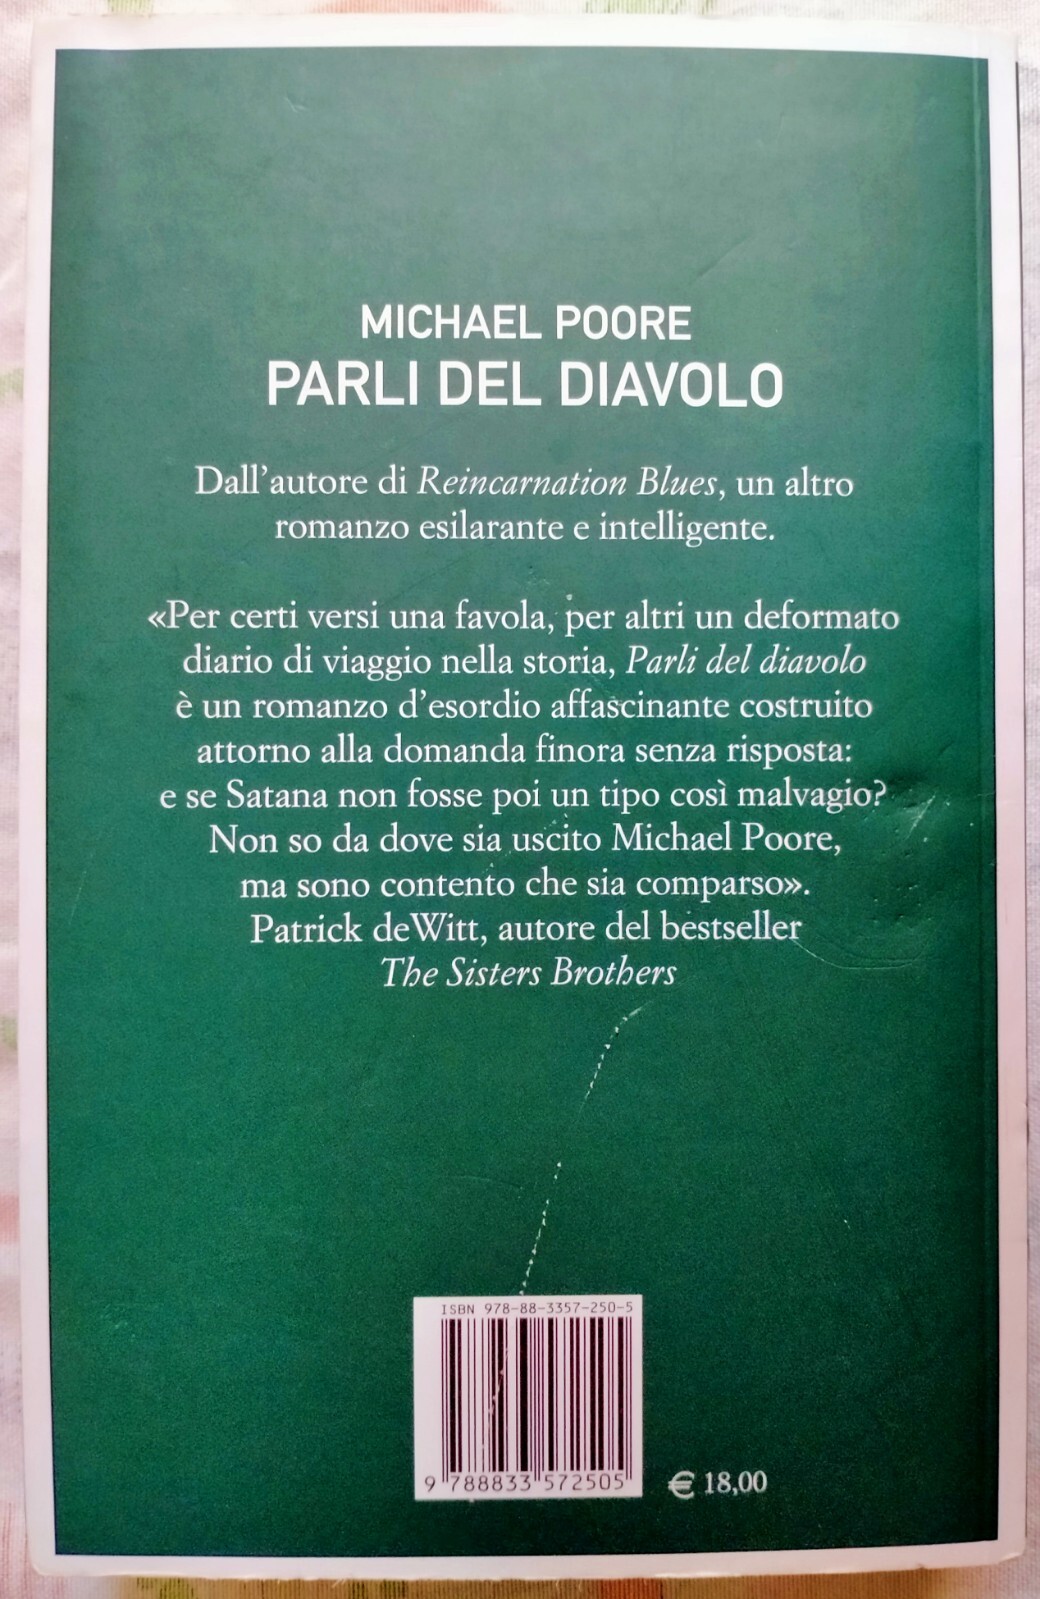 MICHAEL POORE
PARLI DEL DIAVOLO
Dall'autore di Reincarnation Blues, un altro
romanzo esilarante e intelligente.
«Per certi versi una favola, per altri un deformato
diario di viaggio nella storia, Parli del diavolo
è un romanzo d'esordio affascinante costruito
attorno alla domanda finora senza risposta:
e se Satana non fosse poi un tipo così malvagio?
Non so da dove sia uscito Michael Poore,
ma sono contento che sia comparso».
Patrick deWitt, autore del bestseller
The Sisters Brothers
ISBN 978-88-3357-250-5
9 788833 572505
€ 18,00